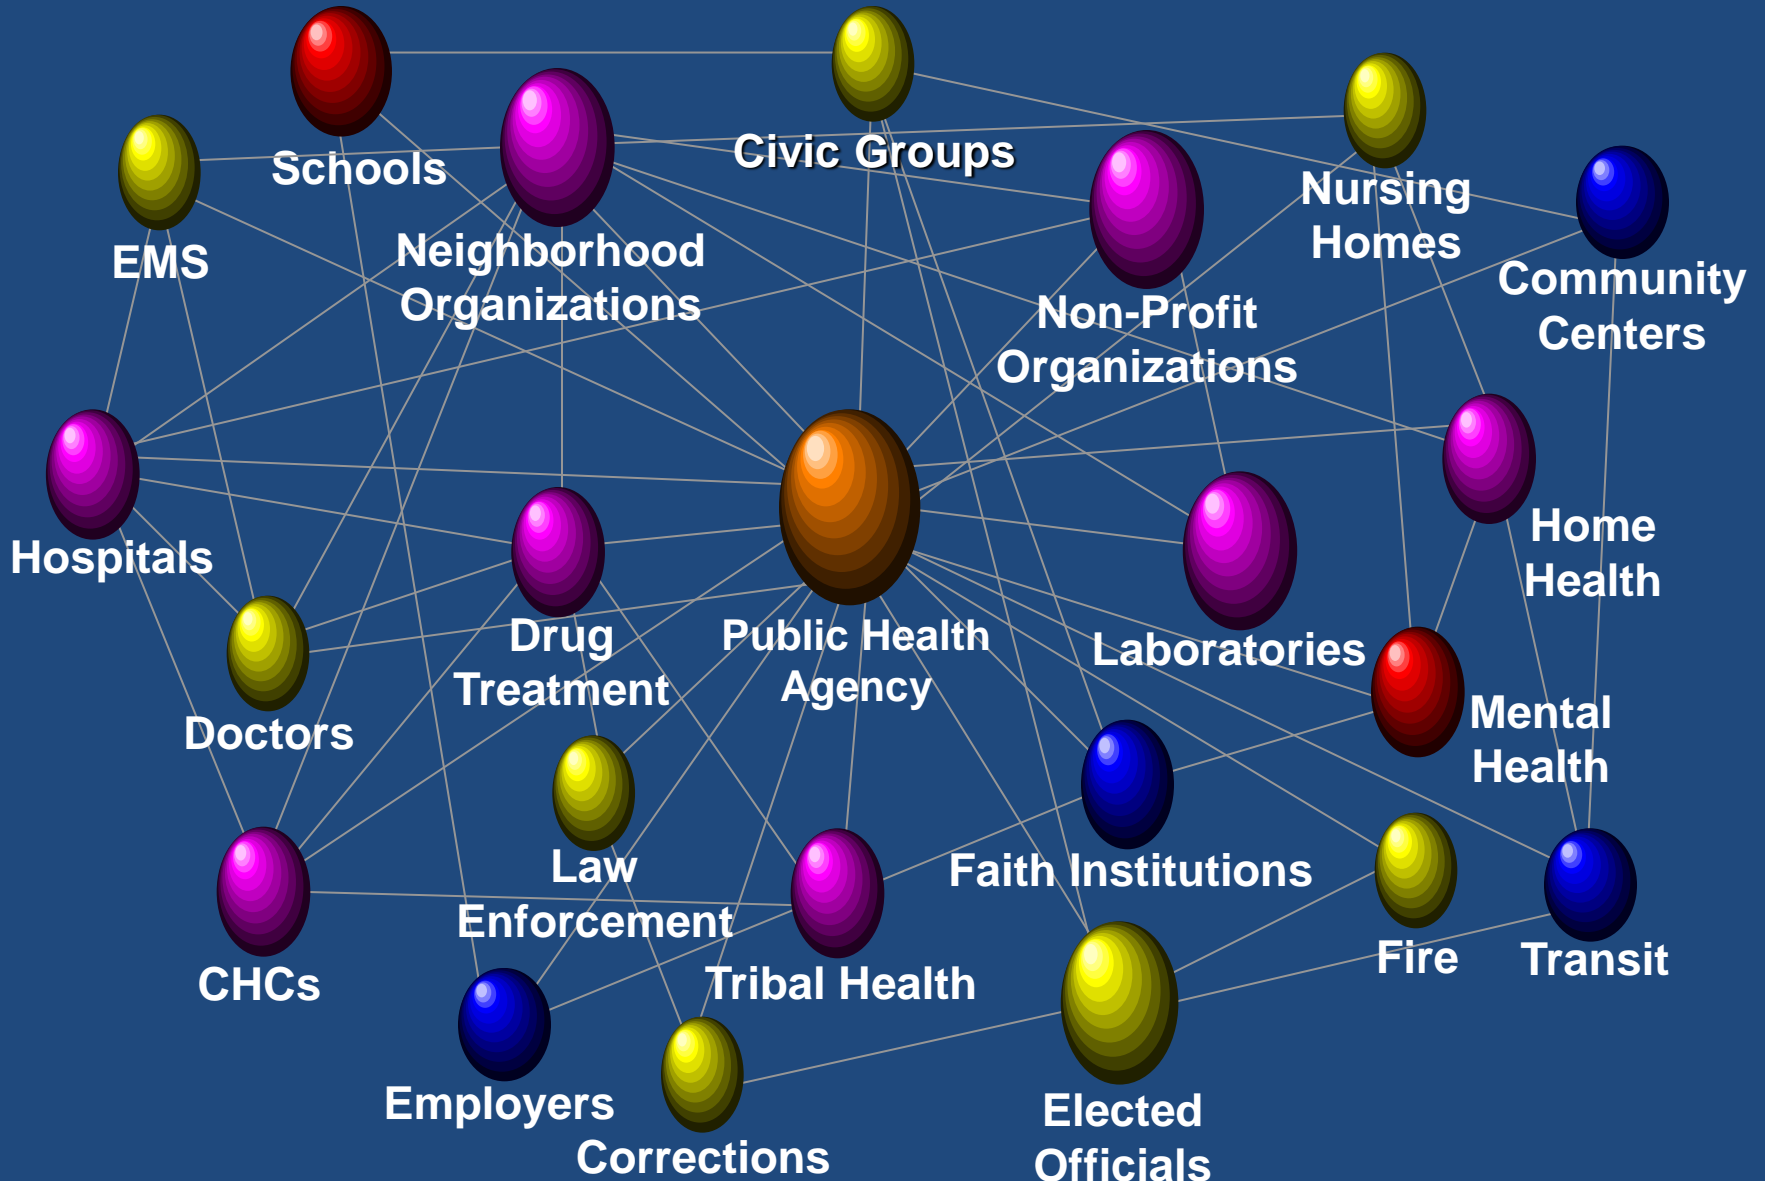 Schools
Civic Groups
EMS
Neighborhood
Organizations
Nursing
Homes
Community
Centers
Non-Profit
Organizations
Hospitals
Home
Health
Drug
Treatment
Public Health
Agency
Laboratories
Doctors
Mental
Health
Law
Enforcement
Faith Institutions
CHCs
Tribal Health
Fire
Transit
Employers
Corrections
Elected
Officials